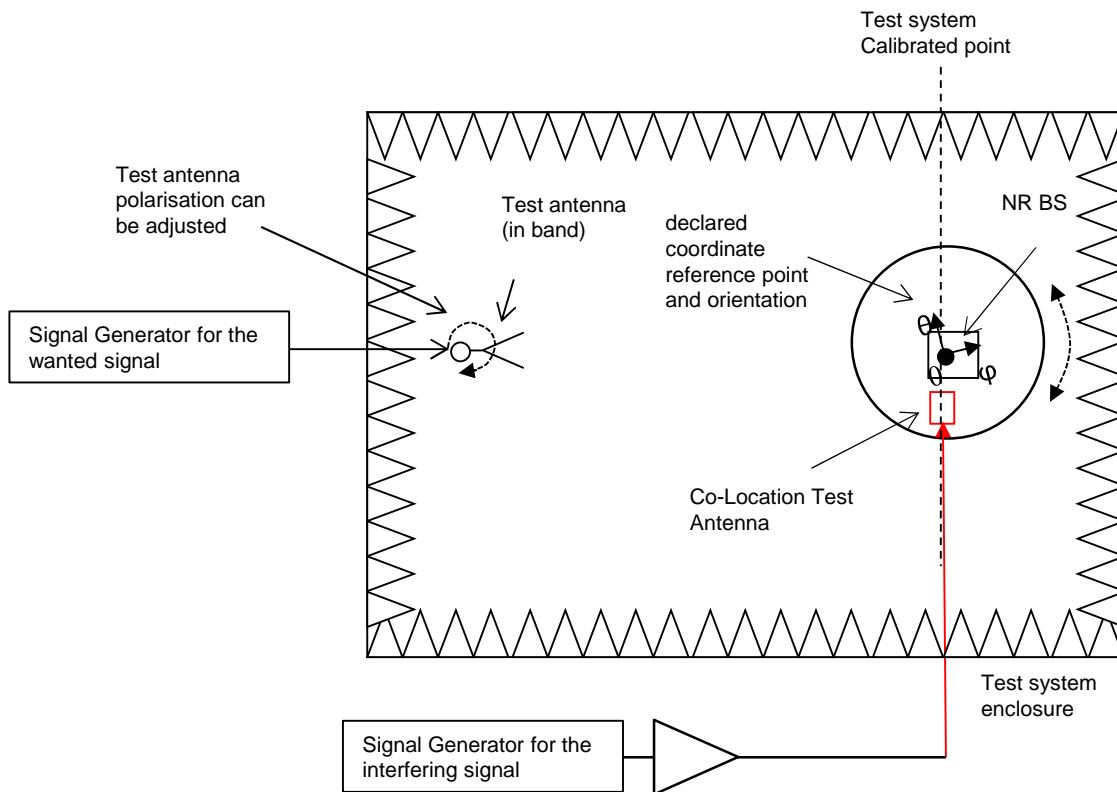 Test system
Calibrated point
Test antenna
polarisation can
be adjusted
Test antenna
(in band)
declared
coordinate
reference point
and orientation
NR BS
Signal Generator for the
wanted signal
θ
0
φ
Co-Location Test
Antenna
Test system
enclosure
Signal Generator for the
interfering signal